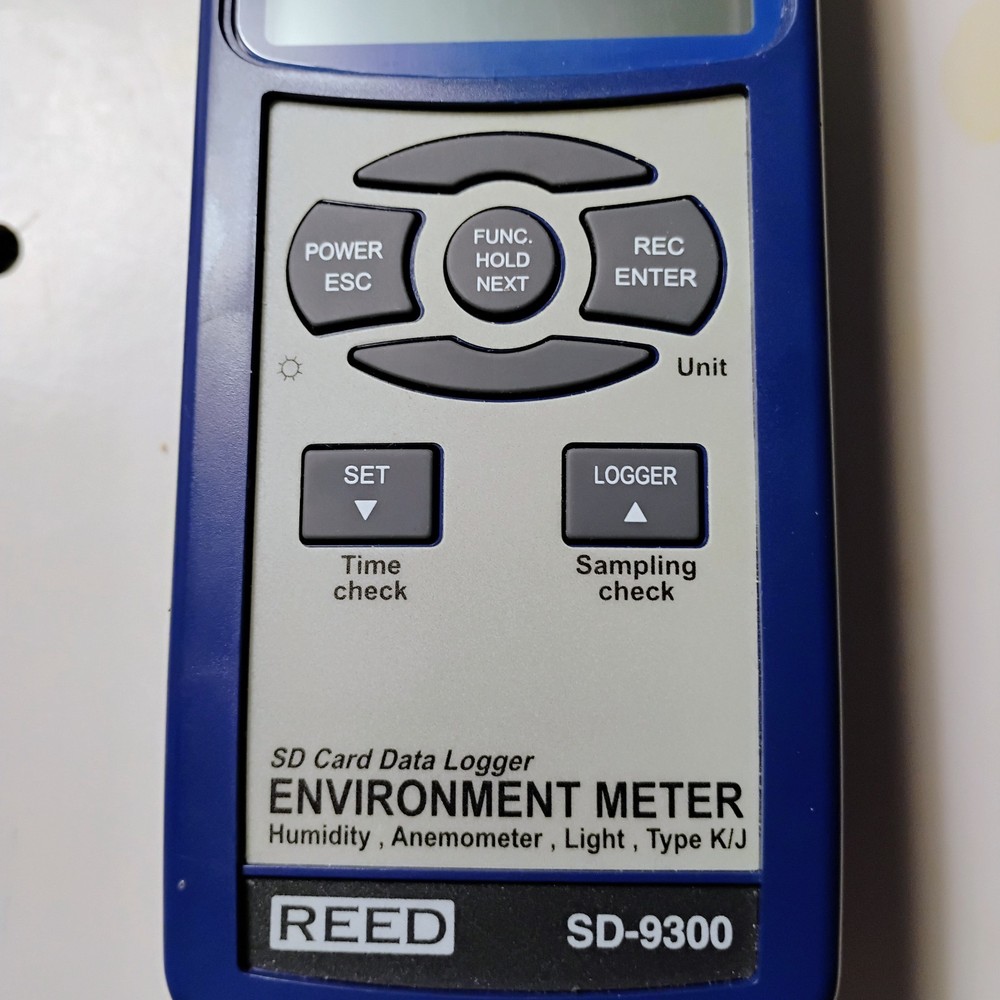 POWER
ESC
FUNC.
HOLD
NEXT
REC
ENTER
Unit
SET
▼
LOGGER
▲
Time
check
Sampling
check
SD Card Data Logger
ENVIRONMENT METER
Humidity , Anemometer , Light , Type K/J
REED
SD-9300